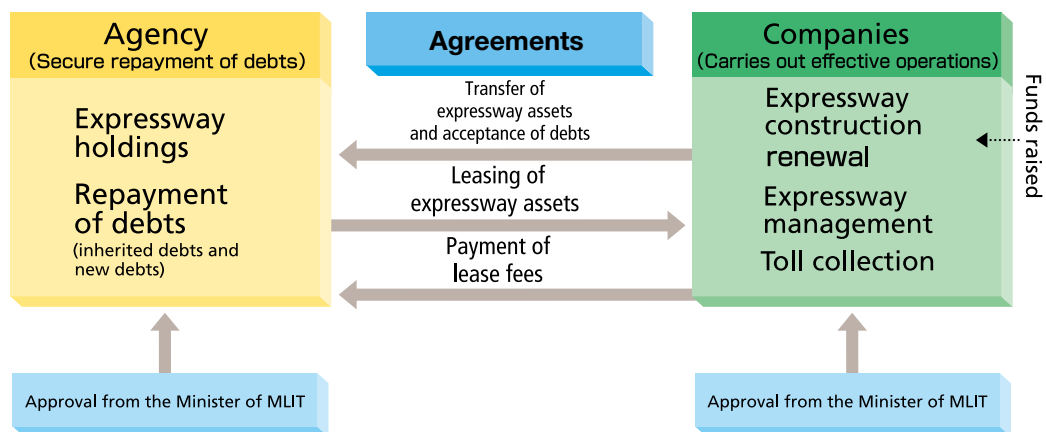 Agency
(Secure repayment of debts)
Expressway
holdings
Repayment
of debts
(inherited debts and
new debts)
Agreements
Transfer of
expressway assets
and acceptance of debts
Leasing of
expressway assets
Payment of
lease fees
Companies
(Carries out effective operations)
Expressway
construction
renewal
Expressway
management
Toll collection
Funds raised
Approval from the Minister of MLIT
Approval from the Minister of MLIT